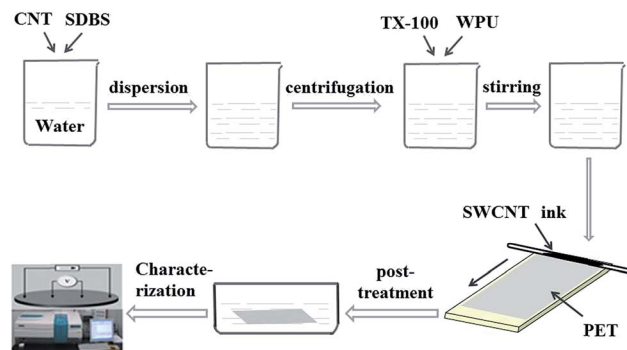 CNT SDBS
TX-100 WPU
dispersion
centrifugation
stirring
Water
SWCNT ink
Characte-
rization
post-
treatment
PET
V